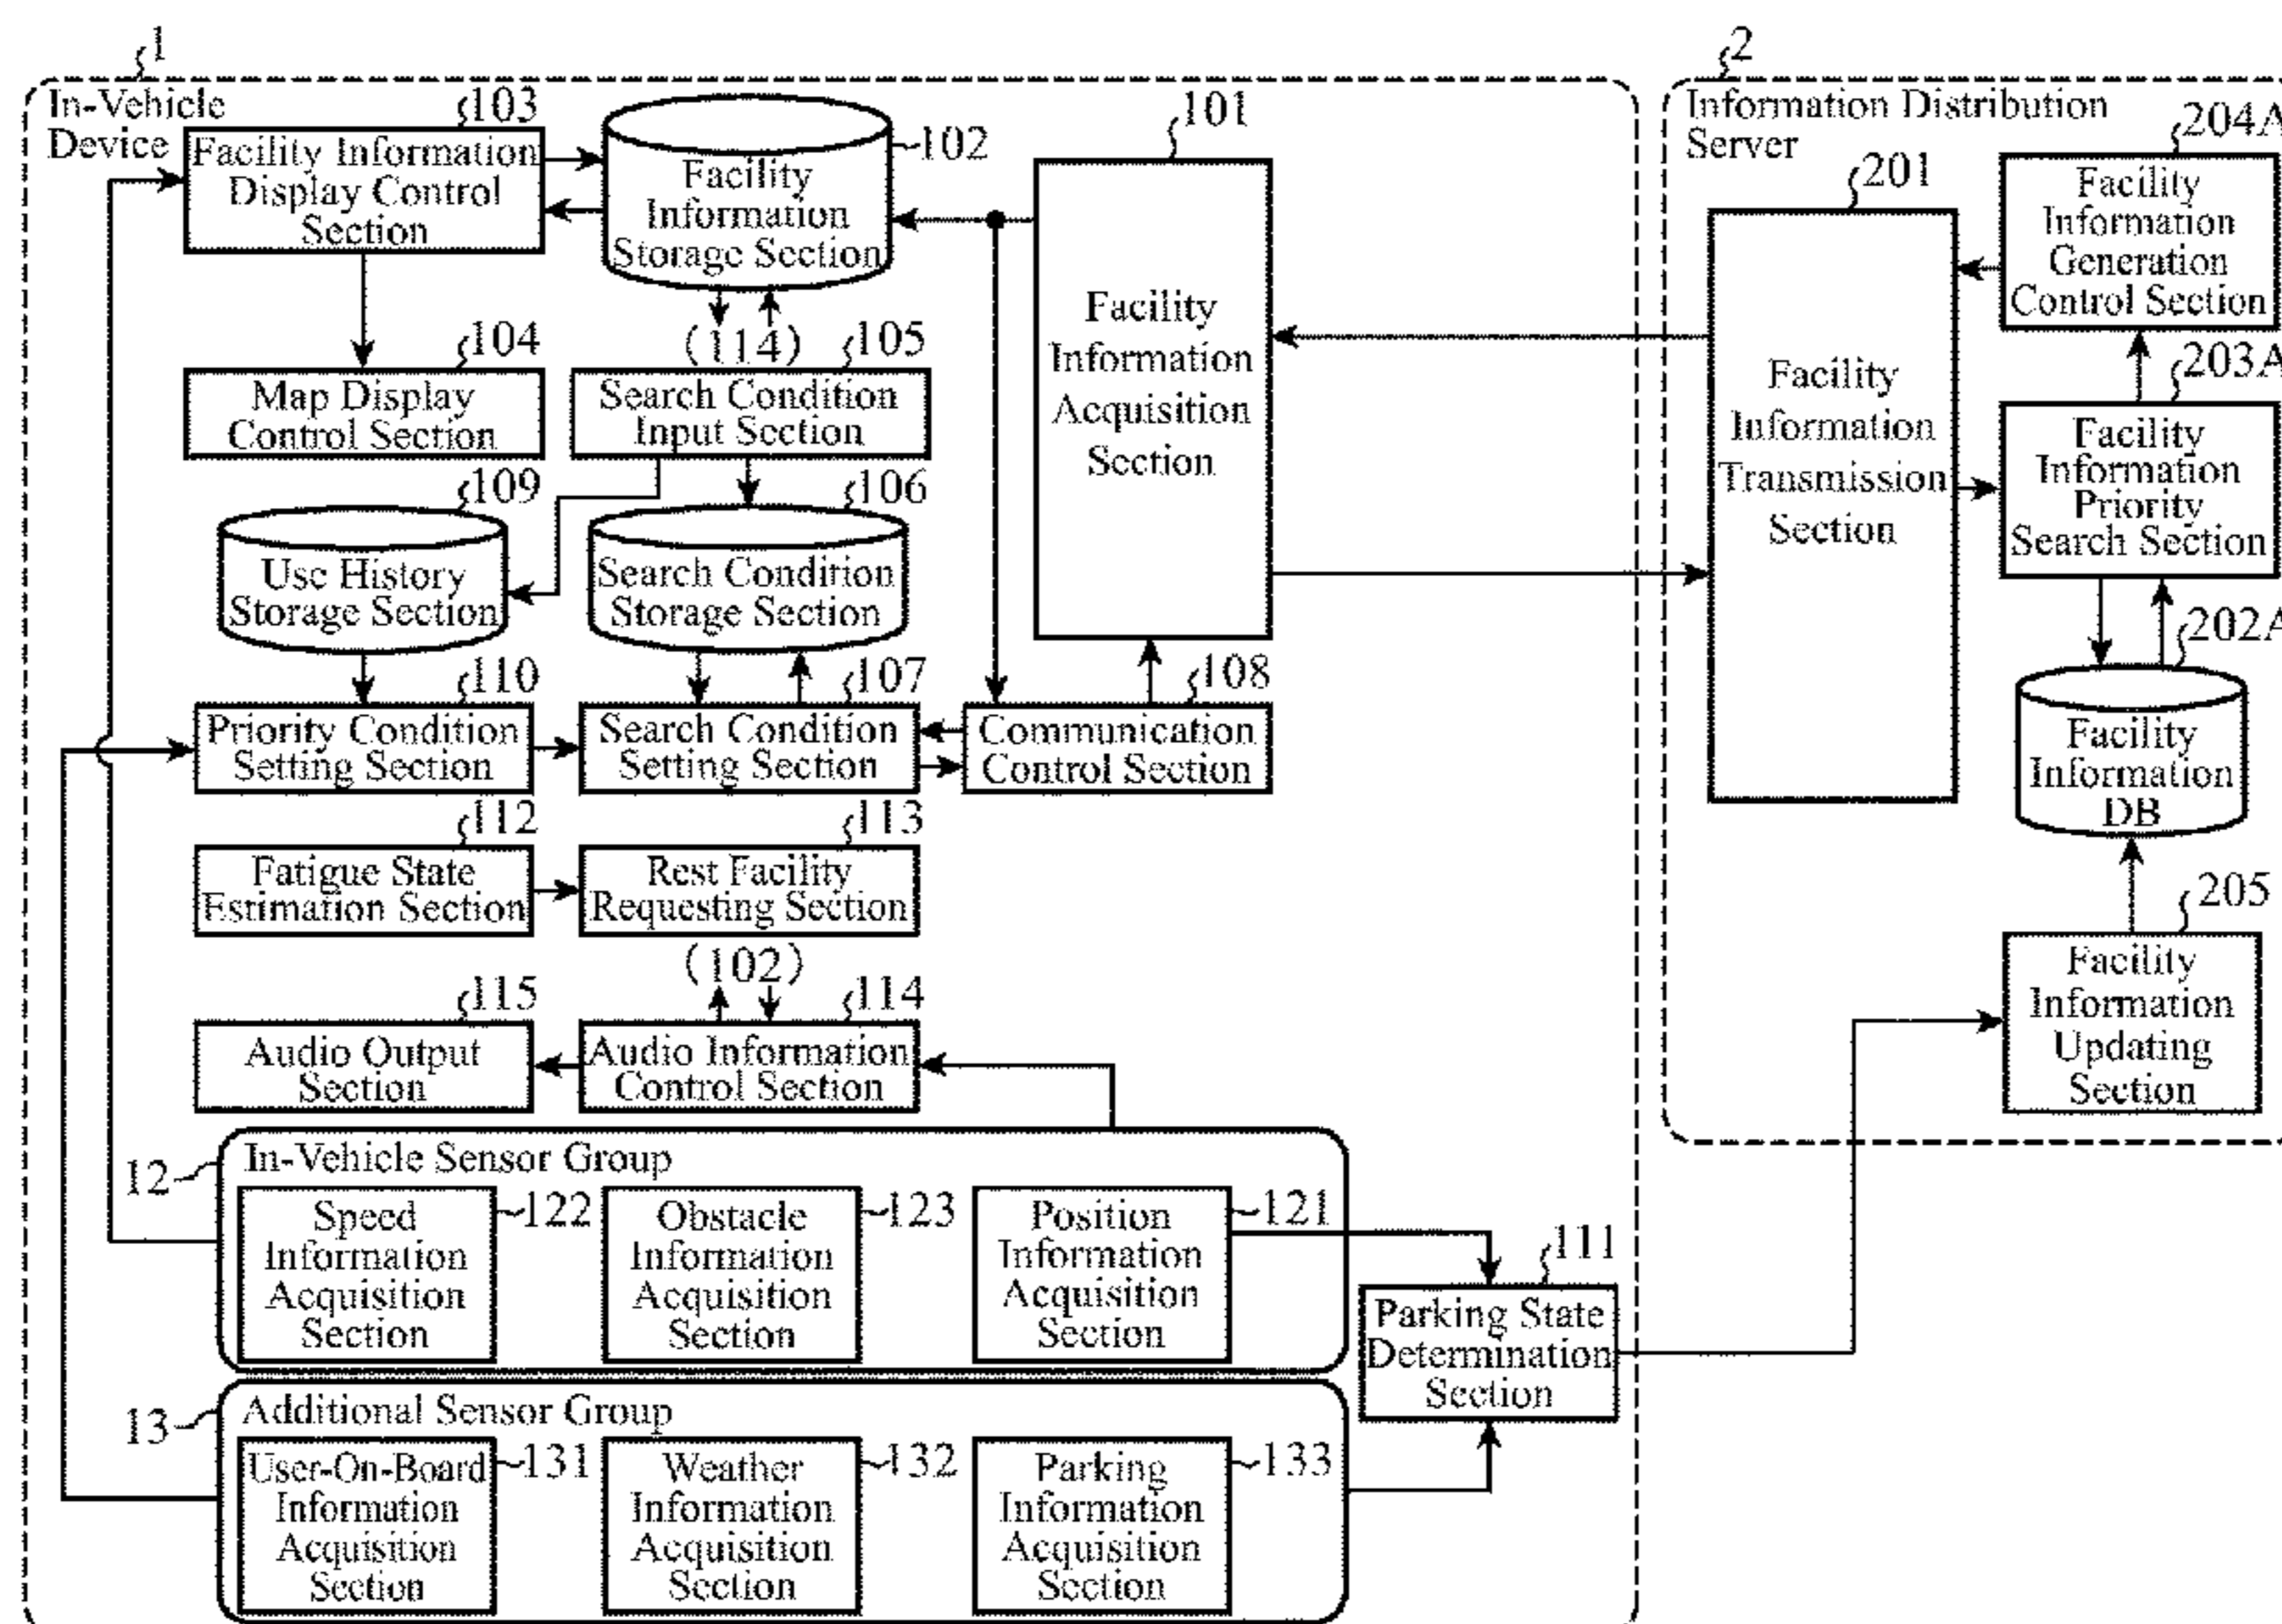 1
2
In-Vehicle
Device
103
Facility Information
Display Control
Section
102
Facility
Information
Storage Section
101
Facility
Information
Acquisition
Section
Information Distribution
Server
201
Facility
Information
Transmission
Section
204A
Facility
Information
Generation
Control Section
(114)
104
Map Display
Control Section
105
Search Condition
Input Section
203A
Facility
Information
Priority
Search Section
109
Use History
Storage Section
106
Search Condition
Storage Section
202A
Facility
Information
DB
110
Priority Condition
Setting Section
107
Search Condition
Setting Section
108
Communication
Control Section
112
Fatigue State
Estimation Section
113
Rest Facility
Requesting Section
205
Facility
Information
Updating
Section
(102)
115
Audio Output
Section
114
Audio Information
Control Section
12
In-Vehicle Sensor Group
Speed
Information
Acquisition
Section
122
Obstacle
Information
Acquisition
Section
123
Position
Information
Acquisition
Section
121
111
Parking State
Determination
Section
13
Additional Sensor Group
User-On-Board
Information
Acquisition
Section
131
Weather
Information
Acquisition
Section
132
Parking
Information
Acquisition
Section
133